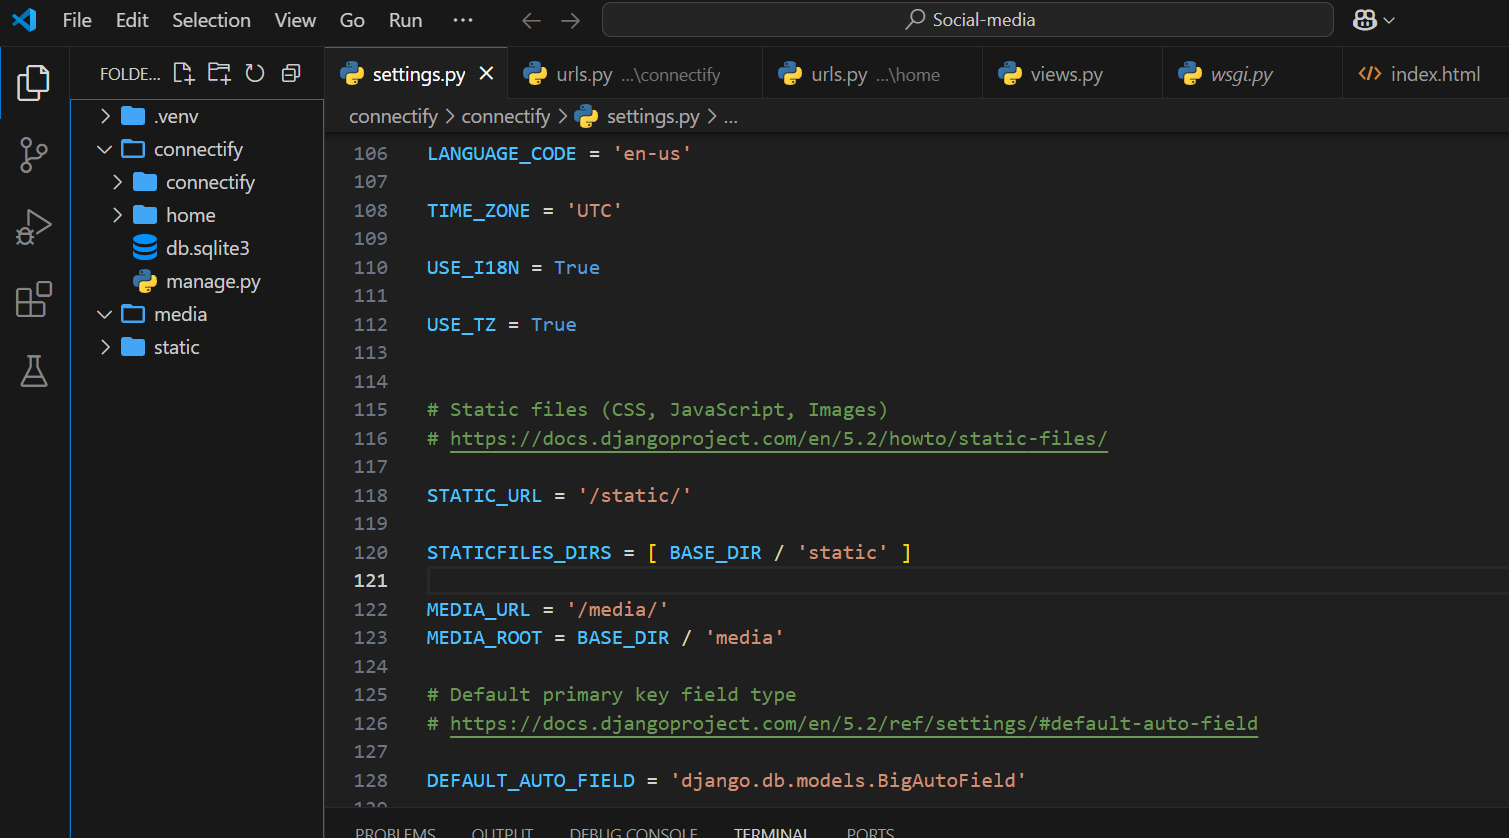 File Edit Selection View Go Run ··· Social-media
FOLDE...
settings.py urls.py ...\connectify urls.py ...\home views.py wsgi.py index.html
connectify > connectify > settings.py > ...
.venv
connectify
connectify
home
db.sqlite3
manage.py
media
static
106 LANGUAGE_CODE = 'en-us'
107
108 TIME_ZONE = 'UTC'
109
110 USE_I18N = True
111
112 USE_TZ = True
113
114
115 # Static files (CSS, JavaScript, Images)
116 # https://docs.djangoproject.com/en/5.2/howto/static-files/
117
118 STATIC_URL = '/static/'
119
120 STATICFILES_DIRS = [ BASE_DIR / 'static' ]
121
122 MEDIA_URL = '/media/'
123 MEDIA_ROOT = BASE_DIR / 'media'
124
125 # Default primary key field type
126 # https://docs.djangoproject.com/en/5.2/ref/settings/#default-auto-field
127
128 DEFAULT_AUTO_FIELD = 'django.db.models.BigAutoField'
129
PROBLEMS OUTPUT DEBUG CONSOLE TERMINAL PORTS